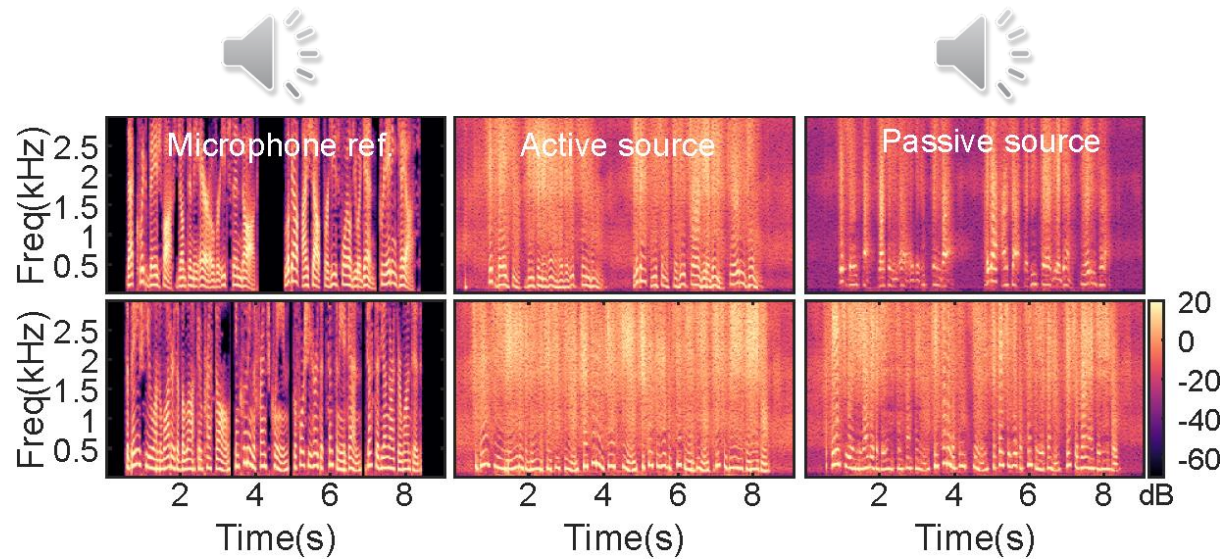 Microphone ref.
Active source
Passive source
Freq(kHz)
2.5
2
1.5
1
0.5
Freq(kHz)
2.5
2
1.5
1
0.5
20
0
-20
-40
-60
dB
2 4 6 8
2 4 6 8
2 4 6 8
Time(s)
Time(s)
Time(s)